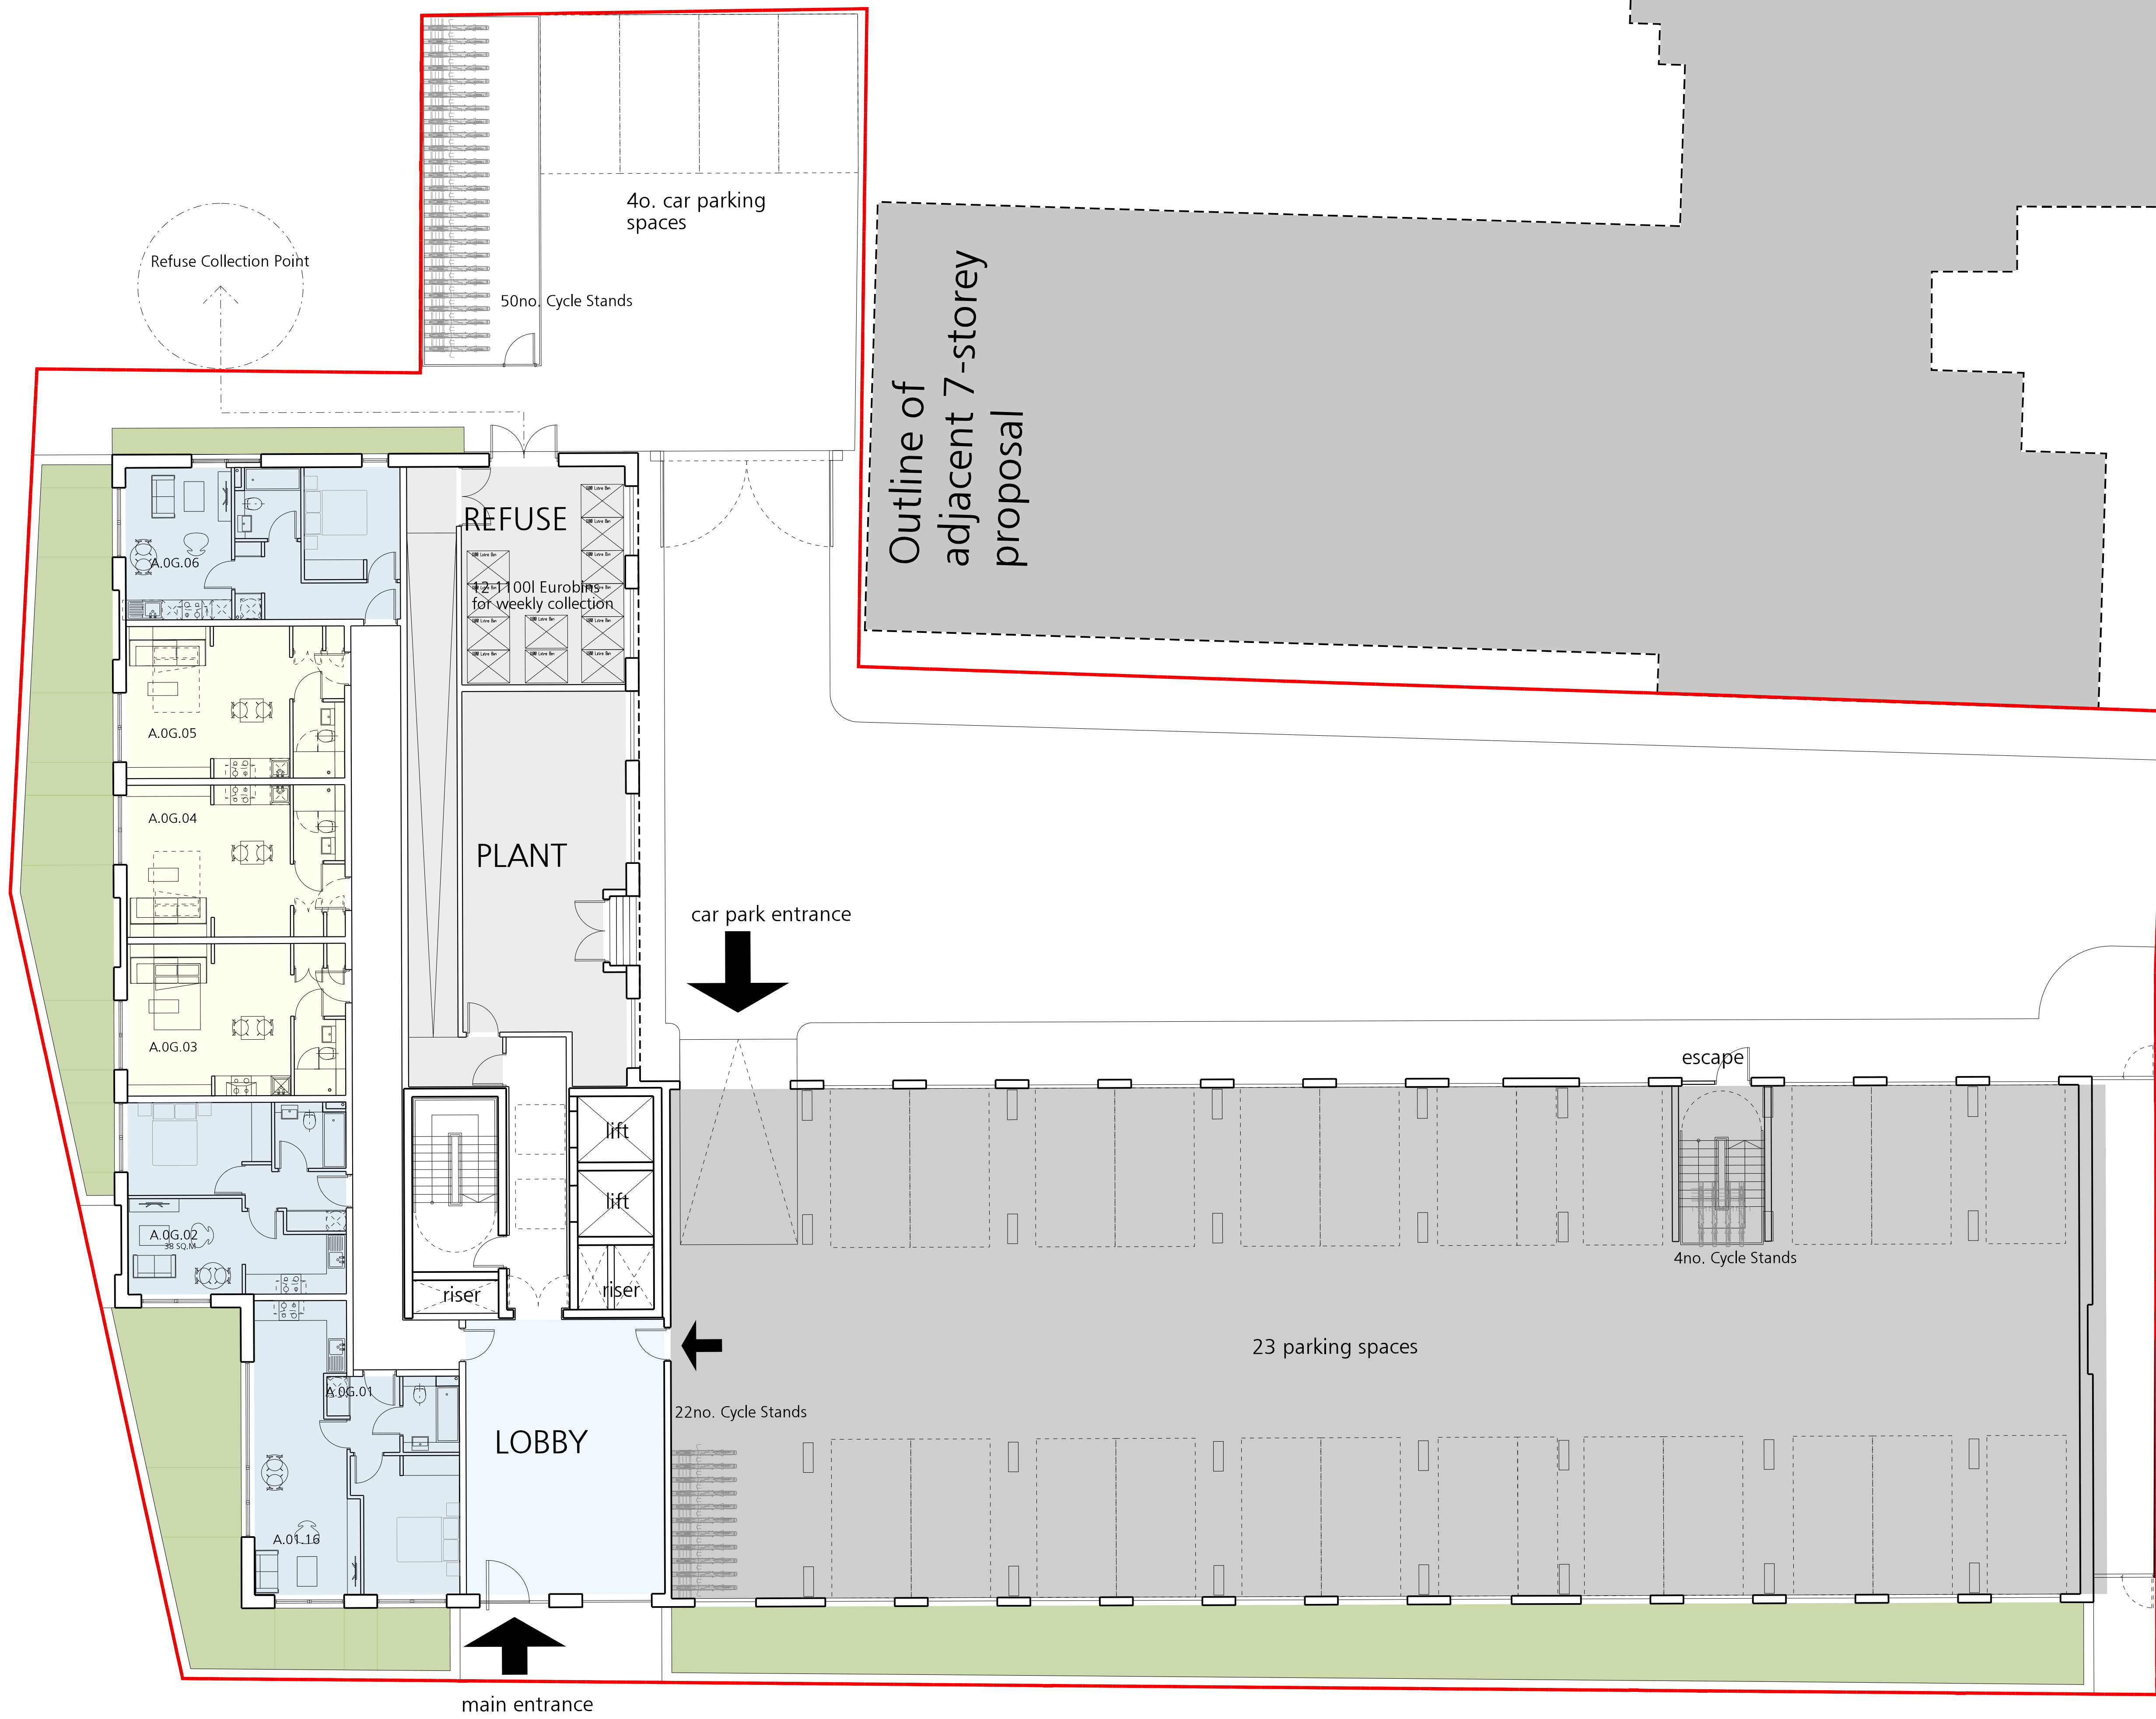 4o. car parking
spaces
Refuse Collection Point
50no. Cycle Stands
Outline of
adjacent 7-storey
proposal
REFUSE
12 1100l Eurobins
for weekly collection
A.0G.06
A.0G.05
A.0G.04
PLANT
car park entrance
A.0G.03
escape
lift
lift
A.0G.02
38 SQ.M
4no. Cycle Stands
riser
riser
23 parking spaces
A.0G.01
22no. Cycle Stands
LOBBY
A.01.16
main entrance